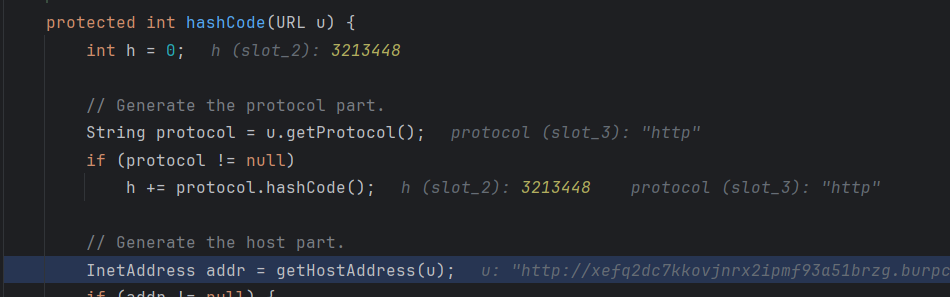 protected int hashCode(URL u) {
int h = 0; h (slot_2): 3213448
// Generate the protocol part.
String protocol = u.getProtocol(); protocol (slot_3): "http"
if (protocol != null)
h += protocol.hashCode(); h (slot_2): 3213448 protocol (slot_3): "http"
// Generate the host part.
InetAddress addr = getHostAddress(u); u: "http://xefq2dc7kkovjnrx2ipmf93a51brzg.burpc
if (addr != null) {